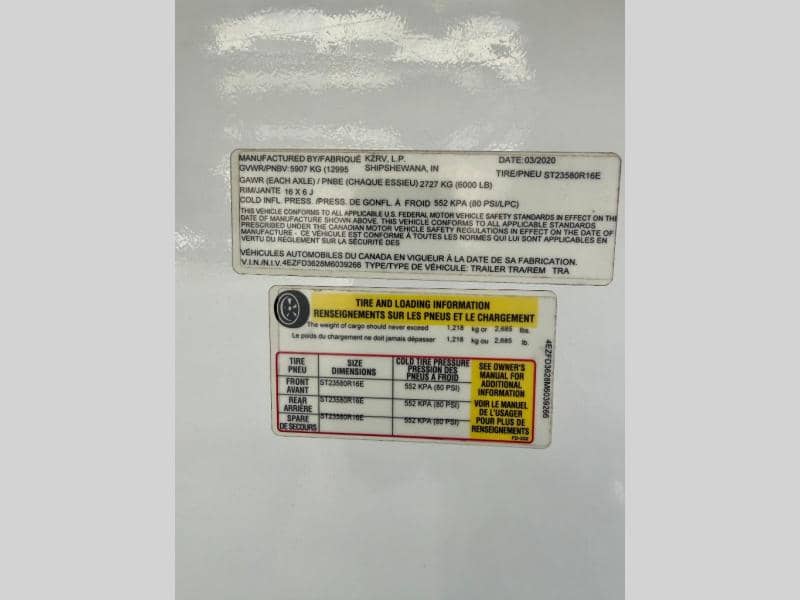 MANUFACTURED BY/FABRIQUÉ KZRV, L.P. DATE: 03/2020
GVWR/PNBV: 5907 KG (12995 SHIPSHEWANA, IN TIRE/PNEU ST23580R16E
GAWR (EACH AXLE) / PNBE (CHAQUE ESSIEU) 2727 KG (6000 LB)
RIM/JANTE 16 X 6 J
COLD INFL. PRESS. /PRESS. DE GONFL. À FROID 552 KPA (80 PSI/LPC)
THIS VEHICLE CONFORMS TO ALL APPLICABLE U.S. FEDERAL MOTOR VEHICLE SAFETY STANDARDS IN EFFECT ON THE
DATE OF MANUFACTURE SHOWN ABOVE. THIS VEHICLE CONFORMS TO ALL APPLICABLE STANDARDS
PRESCRIBED UNDER THE CANADIAN MOTOR VEHICLE SAFETY REGULATIONS IN EFFECT ON THE DATE OF
MANUFACTURE - CE VÉHICULE EST CONFORME À TOUTES LES NORMES QUI LUI SONT APPLICABLES EN
VERTU DU RÈGLEMENT SUR LA SÉCURITÉ DES
VÉHICULES AUTOMOBILES DU CANADA EN VIGUEUR À LA DATE DE SA FABRICATION.
V.I.N./N.I.V. 4EZFD3628M6039266 TYPE/TYPE DE VÉHICULE: TRAILER TRA/REM TRA
TIRE AND LOADING INFORMATION
RENSEIGNEMENTS SUR LES PNEUS ET LE CHARGEMENT
The weight of cargo should never exceed 1,218 kg or 2,685 lbs.
Le poids du chargement ne doit jamais dépasser 1,218 kg ou 2,685 lb.
TIRE
PNEU
SIZE
DIMENSIONS
COLD TIRE PRESSURE
PRESSION DES
PNEUS A FROID
FRONT
AVANT
ST23580R16E
552 KPA (80 PSI)
REAR
ARRIÈRE
ST23580R16E
552 KPA (80 PSI)
SPARE
DE SECOURS
ST23580R16E
552 KPA (80 PSI)
SEE OWNER'S
MANUAL FOR
ADDITIONAL
INFORMATION
VOIR LE MANUEL
DE L'USAGER
POUR PLUS DE
RENSEIGNEMENTS
4EZFD3628M6039266